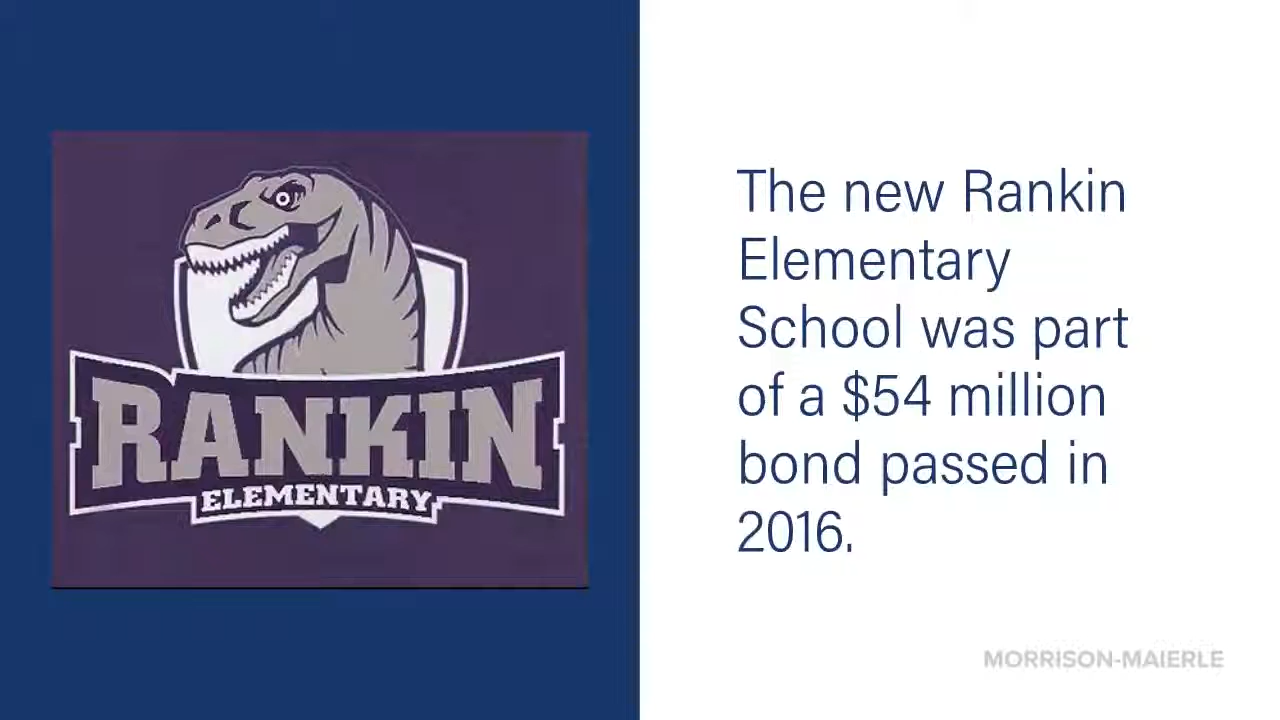 RANKIN
ELEMENTARY
The new Rankin
Elementary
School was part
of a $54 million
bond passed in
2016.
MORRISON-MAIERLE